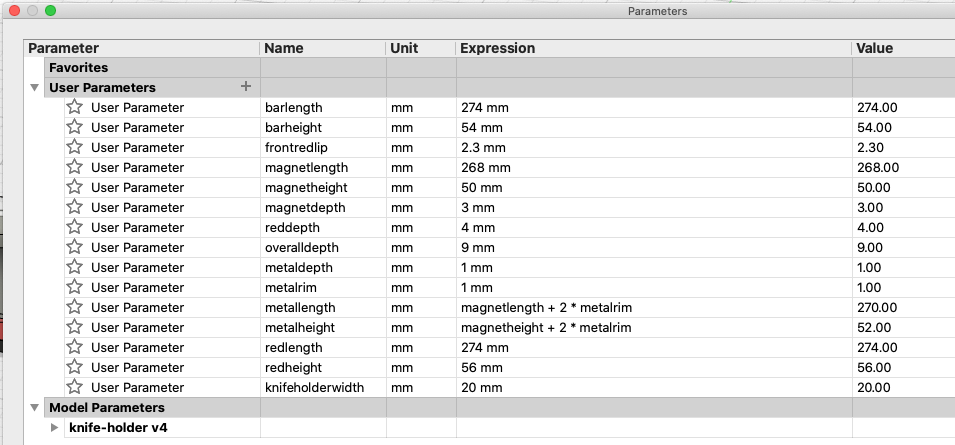 Parameters
Parameter Name Unit Expression Value
Favorites
User Parameters +
User Parameter barlength mm 274 mm 274.00
User Parameter barheight mm 54 mm 54.00
User Parameter frontredlip mm 2.3 mm 2.30
User Parameter magnetlength mm 268 mm 268.00
User Parameter magnetheight mm 50 mm 50.00
User Parameter magnetdepth mm 3 mm 3.00
User Parameter reddepth mm 4 mm 4.00
User Parameter overalldepth mm 9 mm 9.00
User Parameter metaldepth mm 1 mm 1.00
User Parameter metalrim mm 1 mm 1.00
User Parameter metallength mm magnetlength + 2 * metalrim 270.00
User Parameter metalheight mm magnetheight + 2 * metalrim 52.00
User Parameter redlength mm 274 mm 274.00
User Parameter redheight mm 56 mm 56.00
User Parameter knifeholderwidth mm 20 mm 20.00
Model Parameters
knife-holder v4